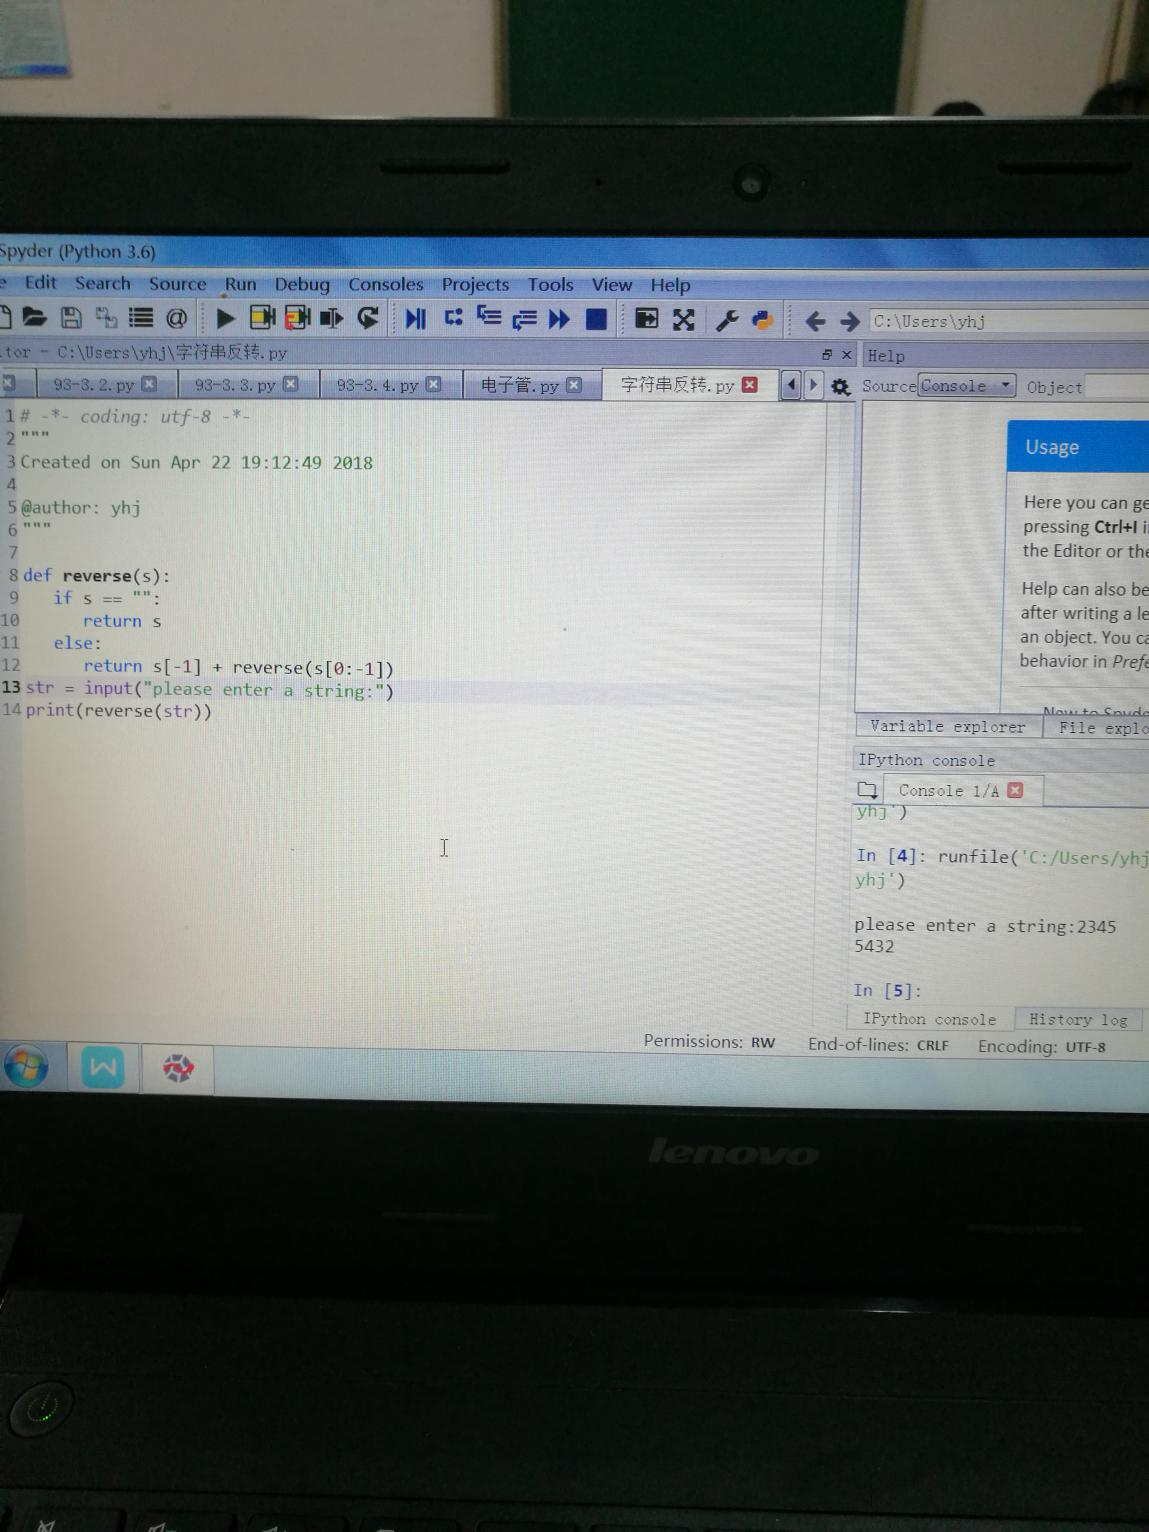 Spyder (Python 3.6)
Edit Search Source Run Debug Consoles Projects Tools View Help
C:\Users\yhj
C:\Users\yhj\字符串反转.py
Help
93-3.2.py 93-3.3.py 93-3.4.py 电子管.py 字符串反转.py
Source Console Object
1 # -*- coding: utf-8 -*-
2 """
3 Created on Sun Apr 22 19:12:49 2018
4
5 @author: yhj
6 """
7
8 def reverse(s):
9 if s == "":
10 return s
11 else:
12 return s[-1] + reverse(s[0:-1])
13 str = input("please enter a string:")
14 print(reverse(str))
Usage
Here you can
pressing Ctrl+I
the Editor or
Help can also
after writing a
an object. You
behavior in
Variable explorer File
IPython console
Console 1/A
yhj')
In [4]: runfile('C:/Users/yhj
yhj')
please enter a string:2345
5432
In [5]:
IPython console History log
Permissions: RW End-of-lines: CRLF Encoding: UTF-8
lenovo